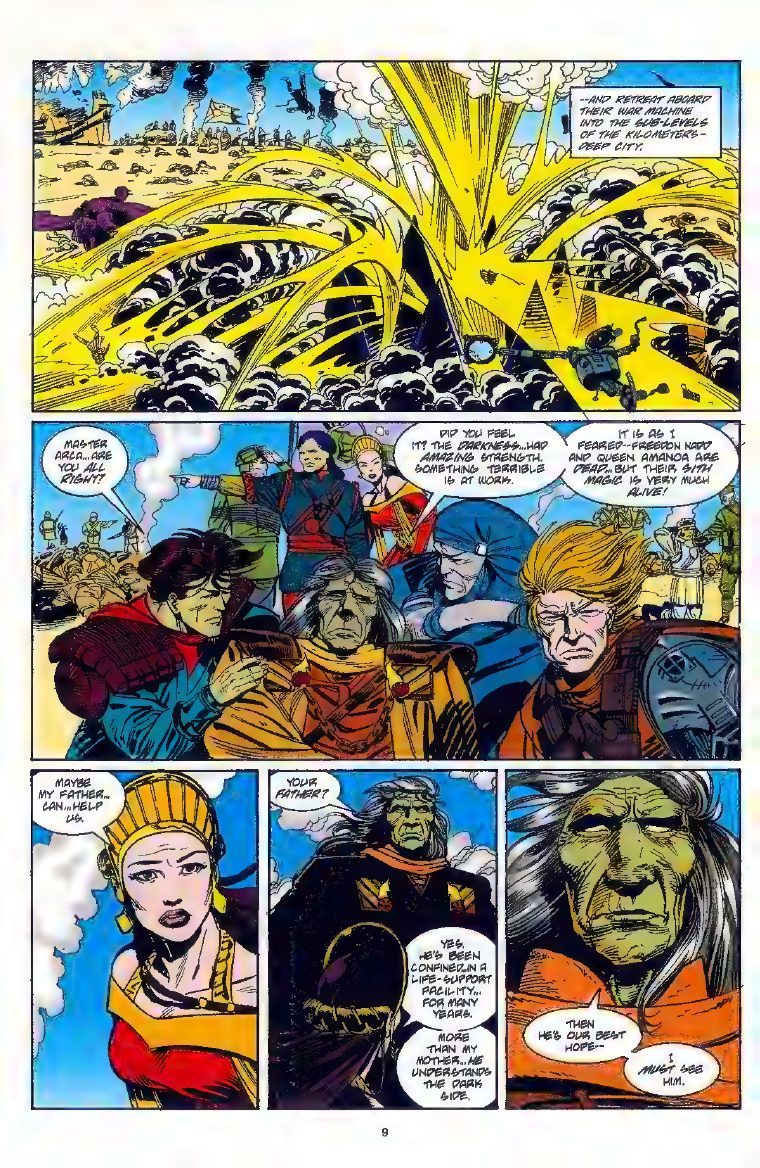 --AND RETREAT ABOARD
THEIR WAR MACHINE
INTO THE SUB-LEVELS
OF THE KILOMETERS-
DEEP CITY.
MASTER
ARCA...ARE
YOU ALL
RIGHT?
DID YOU FEEL
IT? THE DARKNESS...HAD
AMAZING STRENGTH.
SOMETHING TERRIBLE
IS AT WORK.
IT IS AS I
FEARED--FREEDON NADD
AND QUEEN AMANOA ARE
DEAD...BUT THEIR SITH
MAGIC IS VERY MUCH
ALIVE!
MAYBE
MY FATHER...
CAN...HELP
US.
YOUR
FATHER?
YES.
HE'S BEEN
CONFINED...IN A
LIFE-SUPPORT
FACILITY...
FOR MANY
YEARS.
MORE
THAN MY
MOTHER...HE
UNDERSTANDS
THE DARK
SIDE.
THEN
HE'S OUR BEST
HOPE--
I
MUST SEE
HIM.
9